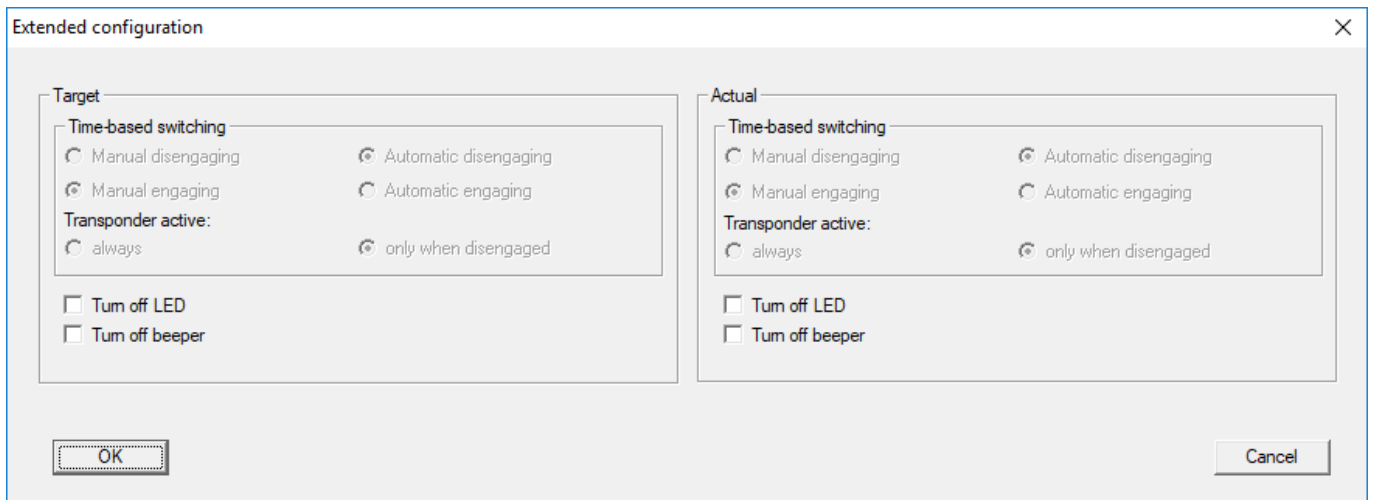 Extended configuration
Target
Time-based switching
Manual disengaging Automatic disengaging
Manual engaging Automatic engaging
Transponder active:
always only when disengaged
Turn off LED
Turn off beeper
Actual
Time-based switching
Manual disengaging Automatic disengaging
Manual engaging Automatic engaging
Transponder active:
always only when disengaged
Turn off LED
Turn off beeper
OK
Cancel